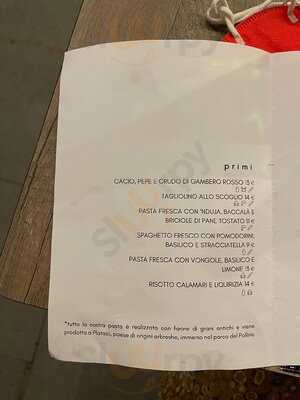 primi
CACIO, PEPE E CRUDO DI GAMBERO ROSSO 13 €
TAGLIOLINO ALLO SCOGLIO 14 €
PASTA FRESCA CON 'NDUJA, BACCALÀ E
BRICIOLE DI PANE TOSTATO 11 €
SPAGHETTO FRESCO CON POMODORINI,
BASILICO E STRACCIATELLA 9 €
PASTA FRESCA CON VONGOLE, BASILICO E
LIMONE 13 €
RISOTTO CALAMARI E LIQUIRIZIA 14 €
*tutta la nostra pasta è realizzata con farine di grani antichi e viene
prodotta a Plataci, paese di origini arbreshe, immerso nel parco del Pollino